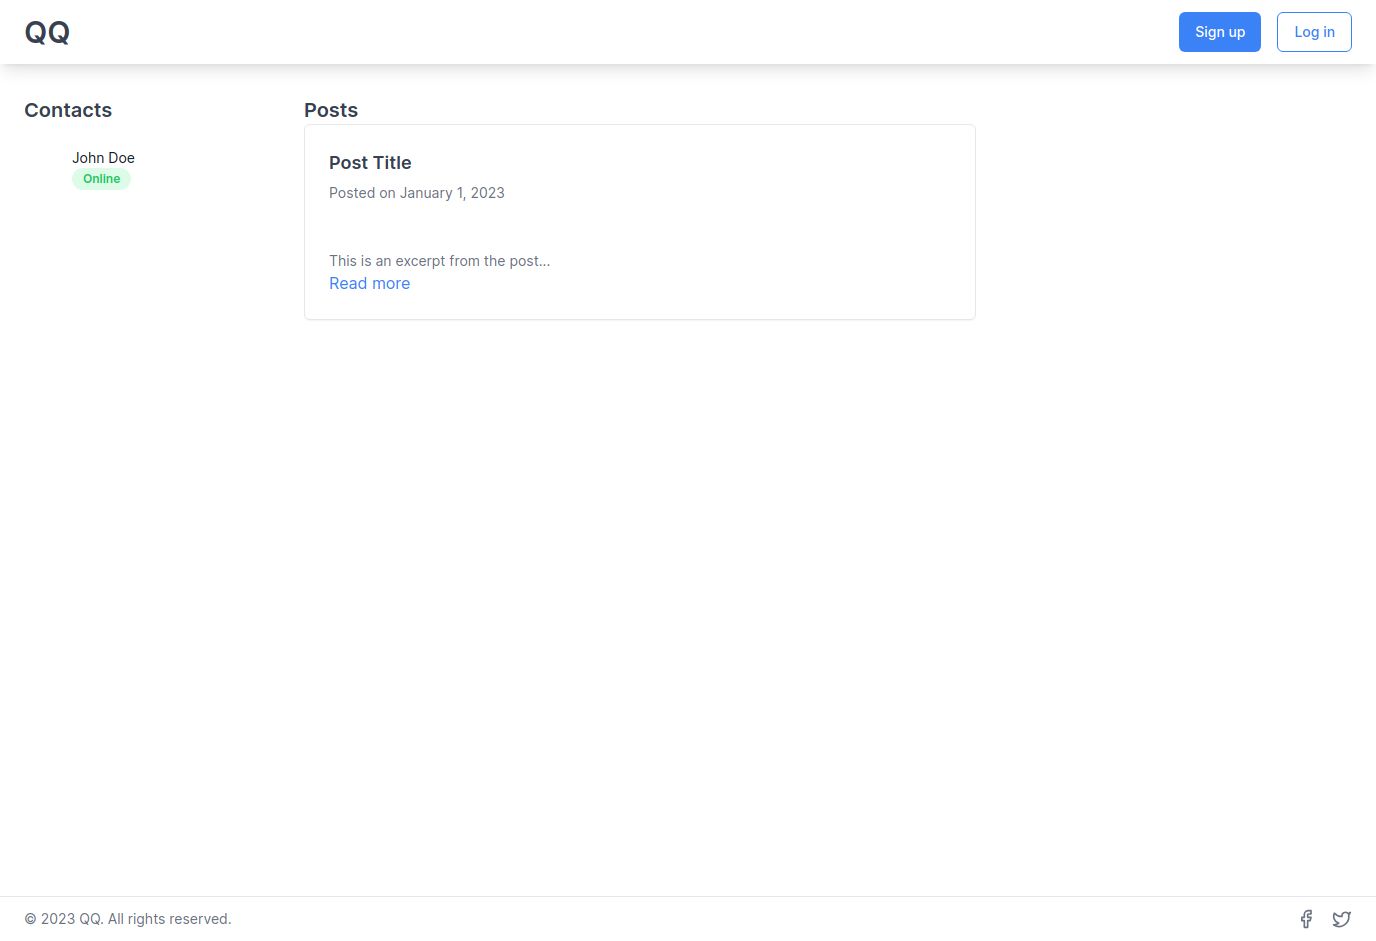 QQ
Sign up
Log in
Contacts
John Doe
Online
Posts
Post Title
Posted on January 1, 2023
This is an excerpt from the post...
Read more
© 2023 QQ. All rights reserved.